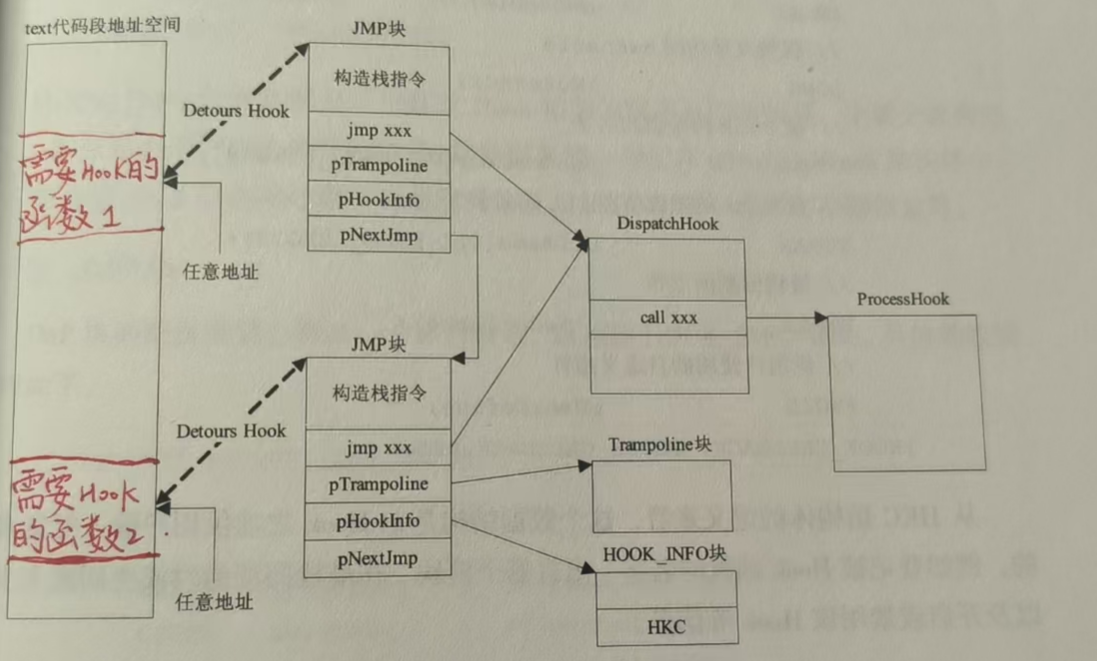 text代码段地址空间
JMP块
构造栈指令
Detours Hook
jmp xxx
pTrampoline
pHookInfo
pNextJmp
需要Hook的
函数1
任意地址
DispatchHook
call xxx
ProcessHook
JMP块
构造栈指令
Detours Hook
jmp xxx
pTrampoline
pHookInfo
pNextJmp
需要Hook
的函数2.
任意地址
Trampoline块
HOOK_INFO块
HKC